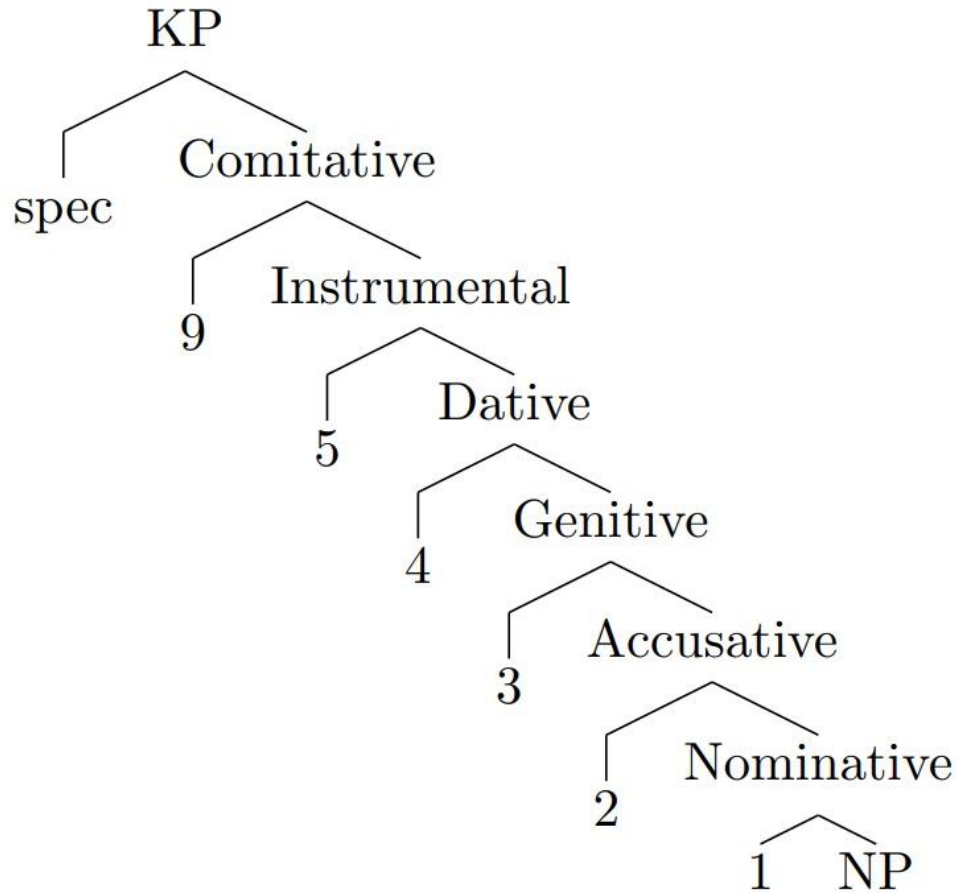 KP
spec
Comitative
9
Instrumental
5
Dative
4
Genitive
3
Accusative
2
Nominative
1 NP